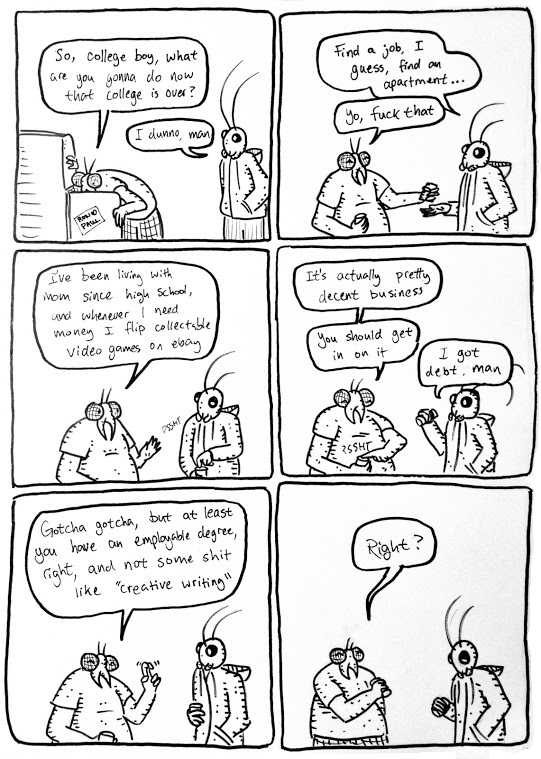 So, college boy, what
are you gonna do now
that college is over?
I dunno, man
RAND
PAUL
Find a job, I
guess, find an
apartment...
Yo, fuck that
I've been living with
mom since high school,
and whenever I need
money I flip collectable
video games on ebay
PSSHT
It's actually pretty
decent business
You should get
in on it
I got
debt, man
PSSHT
Gotcha gotcha, but at least
you have an employable degree,
right, and not some shit
like "creative writing"
Right?